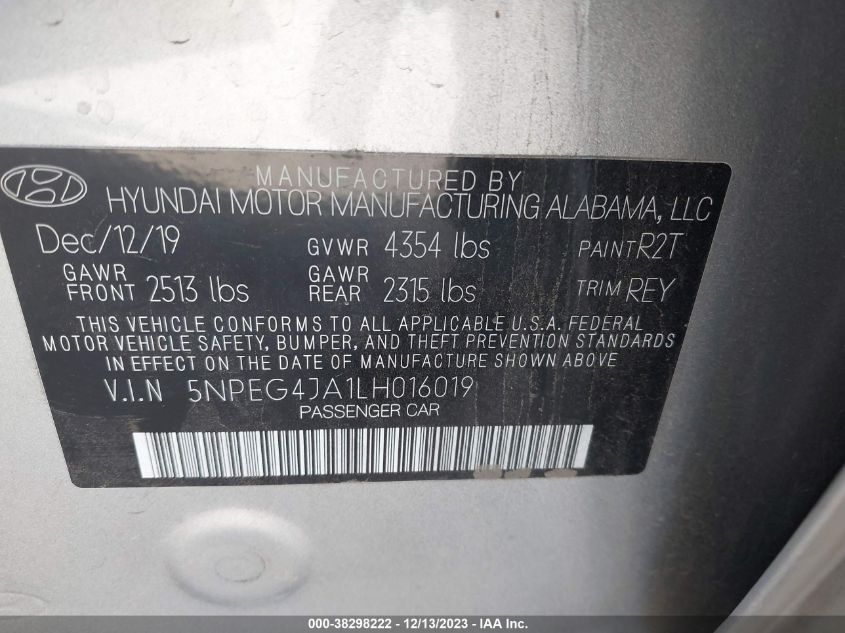 MANUFACTURED BY
HYUNDAI MOTOR MANUFACTURING ALABAMA, LLC
Dec/12/19 GVWR 4354 lbs PAINT R2T
GAWR FRONT 2513 lbs GAWR REAR 2315 lbs TRIM REY
THIS VEHICLE CONFORMS TO ALL APPLICABLE U.S.A. FEDERAL
MOTOR VEHICLE SAFETY, BUMPER, AND THEFT PREVENTION STANDARDS
IN EFFECT ON THE DATE OF MANUFACTURE SHOWN ABOVE
V.I.N 5NPEG4JA1LH016019
PASSENGER CAR
000-38298222 - 12/13/2023 - IAA Inc.